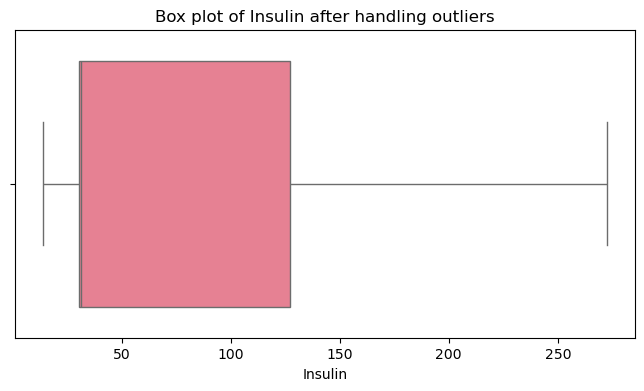 Box plot of Insulin after handling outliers
50 100 150 200 250
Insulin